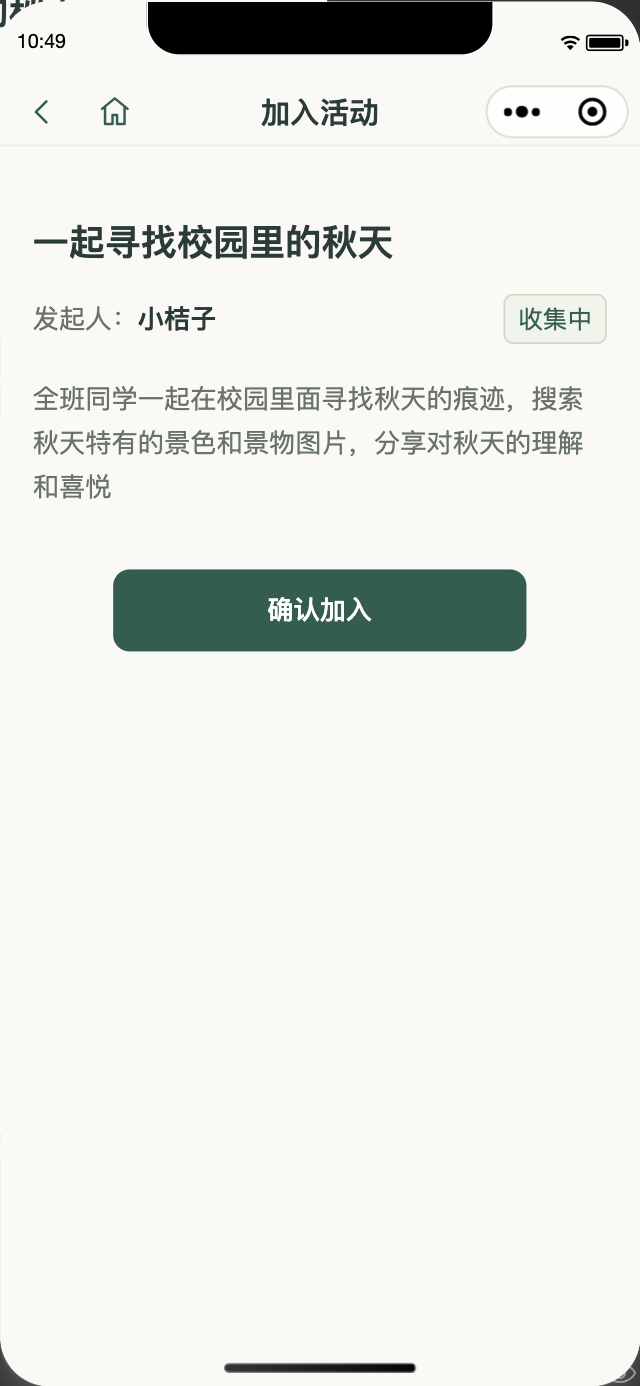 10:49
加入活动
一起寻找校园里的秋天
发起人：小桔子
收集中
全班同学一起在校园里面寻找秋天的痕迹，搜索
秋天特有的景色和景物图片，分享对秋天的理解
和喜悦
确认加入